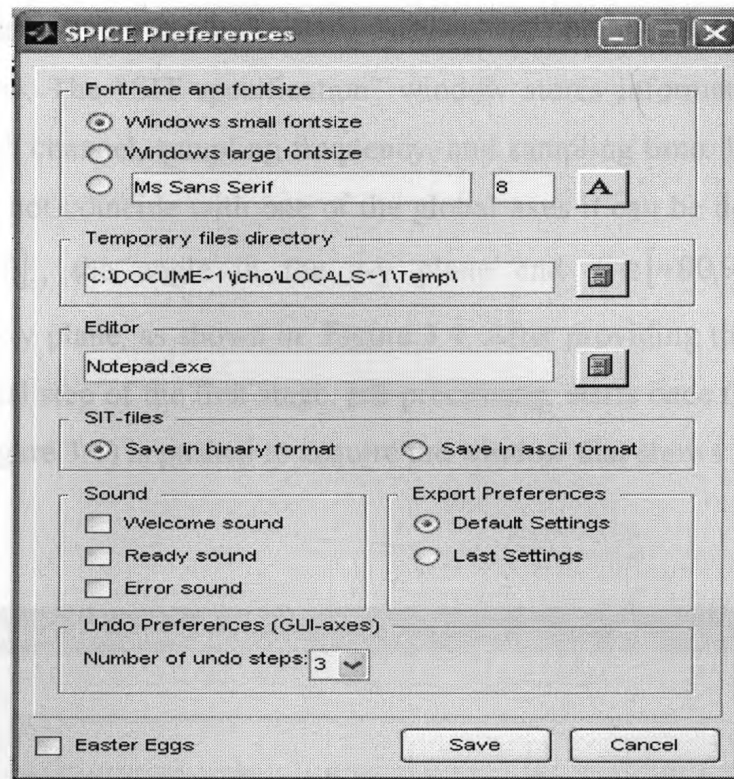 SPICE Preferences
Fontname and fontsize
Windows small fontsize
Windows large fontsize
Ms Sans Serif 8 A
Temporary files directory
C:\DOCUME~1\jcho\LOCALS~1\Temp\
Editor
Notepad.exe
SIT-files
Save in binary format Save in ascii format
Sound
Welcome sound
Ready sound
Error sound
Export Preferences
Default Settings
Last Settings
Undo Preferences (GUI-axes)
Number of undo steps: 3
Easter Eggs Save Cancel